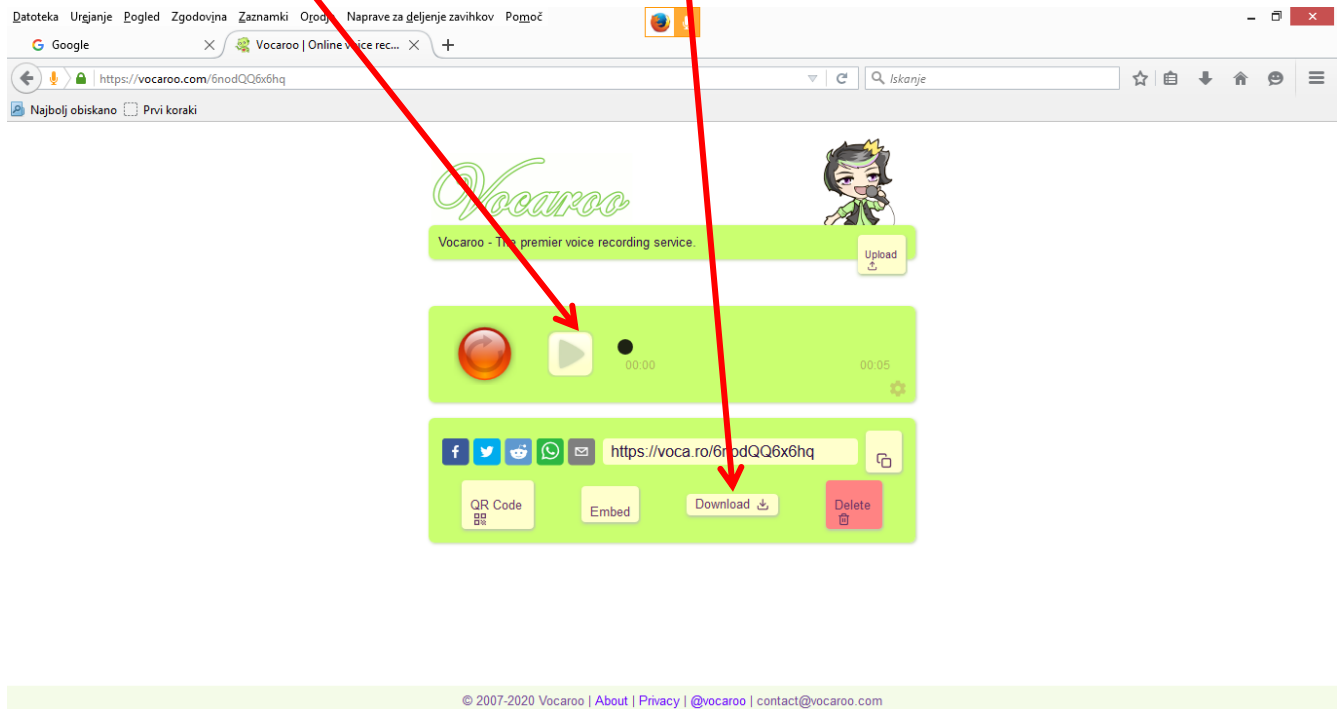 Datoteka Urejanje Pogled Zgodovina Zaznamki Orodja Naprave za deljenje zavihkov Pomoč
Google Vocaroo | Online voice rec...
https://vocaroo.com/6nodQQ6x6hq Iskanje
Najbolj obiskano Prvi koraki
Vocaroo
Vocaroo - The premier voice recording service.
Upload
00:00 00:05
https://voca.ro/6nodQQ6x6hq
QR Code Embed Download Delete
© 2007-2020 Vocaroo | About | Privacy | @vocaroo | contact@vocaroo.com